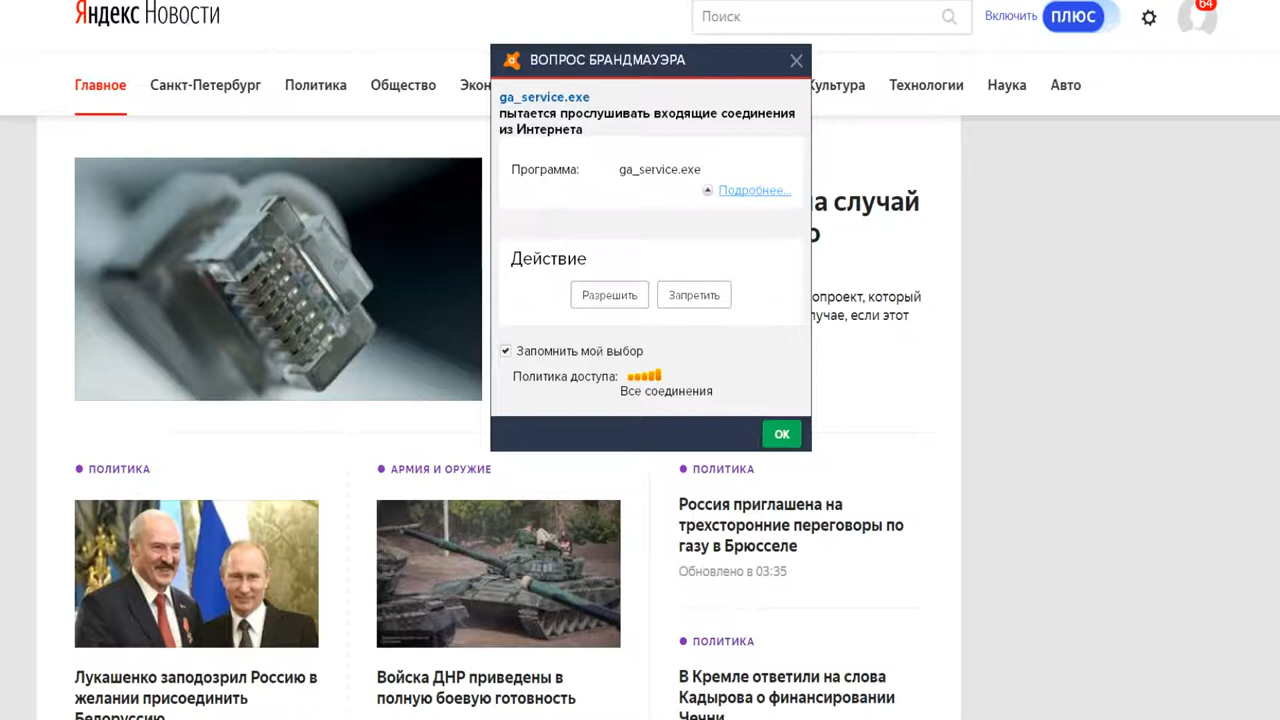 Яндекс Новости
Поиск
Включить
ПЛЮС
64
Главное
Санкт-Петербург
Политика
Общество
Культура
Технологии
Наука
Авто
ВОПРОС БРАНДМАУЭРА
ga_service.exe
пытается прослушивать входящие соединения
из Интернета
Программа: ga_service.exe
Подробнее...
Действие
Разрешить
Запретить
Запомнить мой выбор
Политика доступа:
Все соединения
ОК
случай
о
который
если этот
ПОЛИТИКА
Лукашенко заподозрил Россию в
желании присоединить
Белоруссию
АРМИЯ И ОРУЖИЕ
Войска ДНР приведены в
полную боевую готовность
ПОЛИТИКА
Россия приглашена на
трехсторонние переговоры по
газу в Брюсселе
Обновлено в 03:35
ПОЛИТИКА
В Кремле ответили на слова
Кадырова о финансировании
Чечни